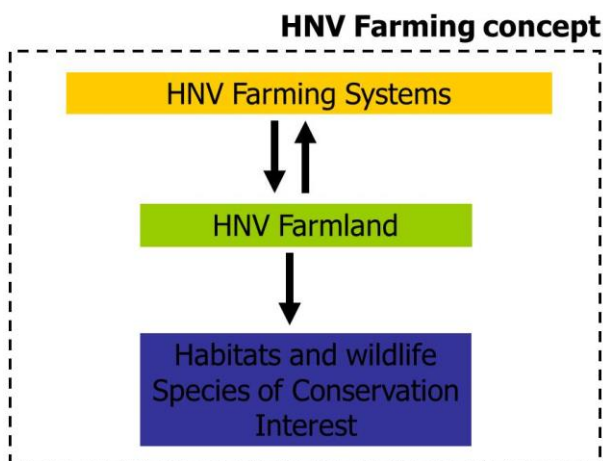 HNV Farming concept
HNV Farming Systems
HNV Farmland
Habitats and wildlife
Species of Conservation
Interest